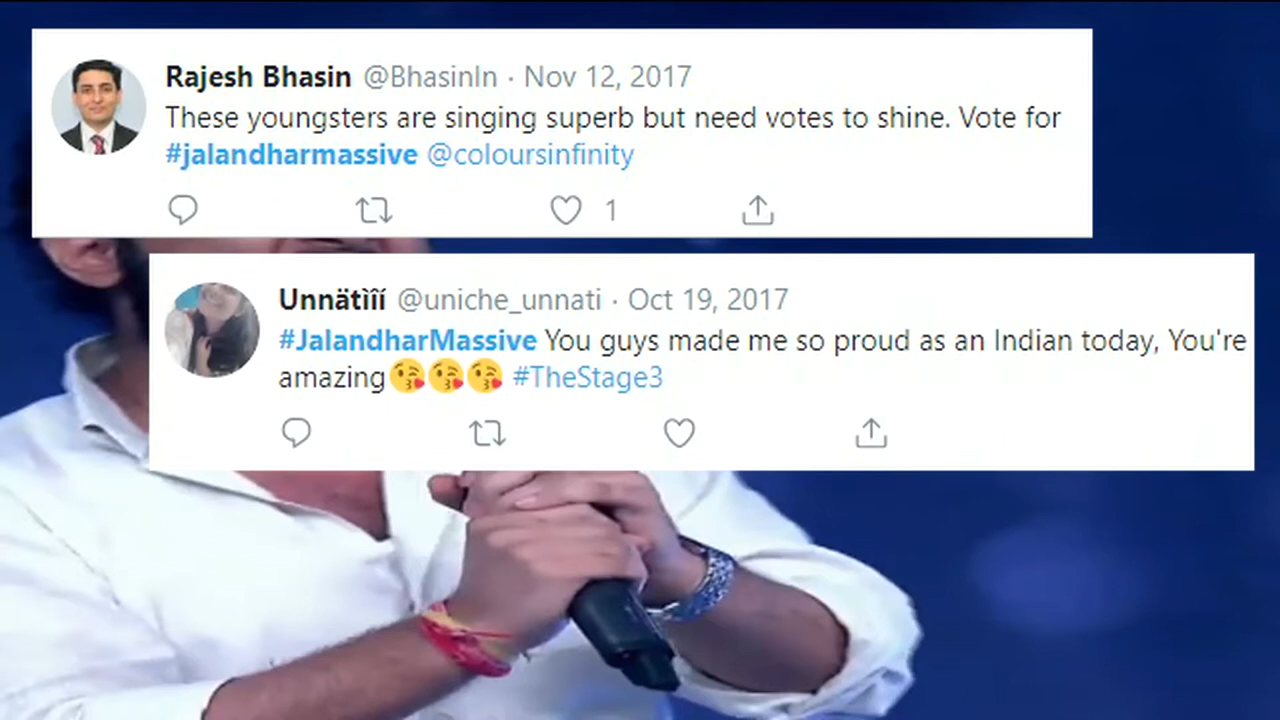 Rajesh Bhasin @BhasinIn · Nov 12, 2017
These youngsters are singing superb but need votes to shine. Vote for
#jalandharmassive @coloursinfinity
1
Unnätìîí @uniche_unnati · Oct 19, 2017
#JalandharMassive You guys made me so proud as an Indian today, You're
amazing😘😘😘 #TheStage3